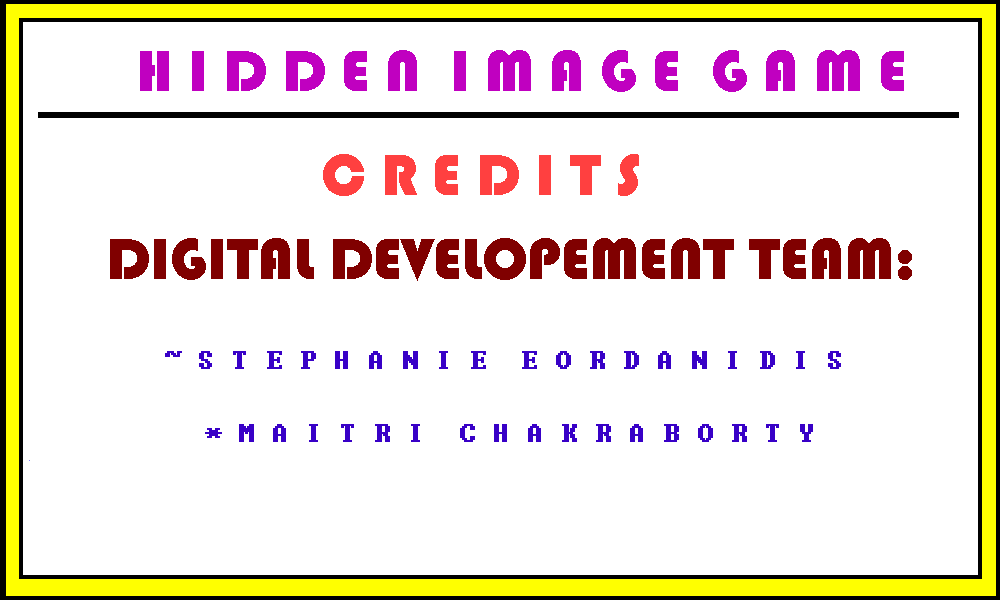 HIDDEN IMAGE GAME
CREDITS
DIGITAL DEVELOPEMENT TEAM:
~STEPHANIE EORDANIDIS
*MAITRI CHAKRABORTY